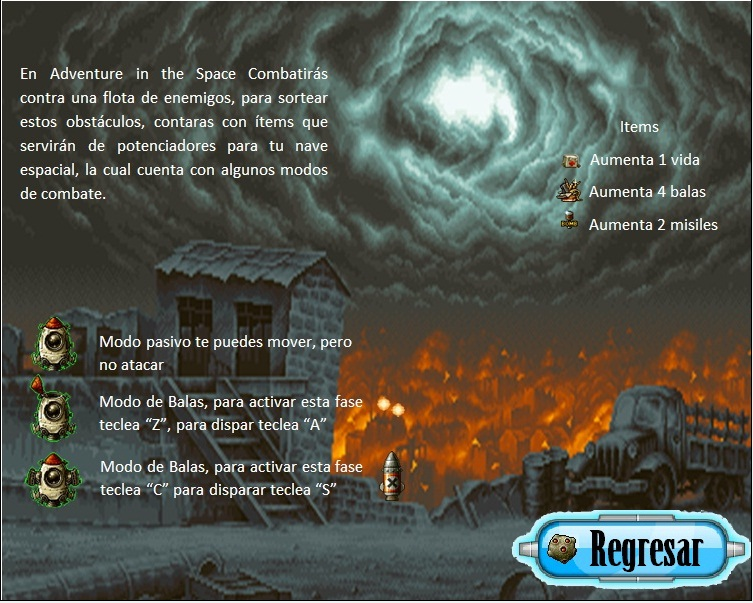 En Adventure in the Space Combatirás
contra una flota de enemigos, para sortear
estos obstáculos, contaras con ítems que
servirán de potenciadores para tu nave
espacial, la cual cuenta con algunos modos
de combate.
Items
Aumenta 1 vida
Aumenta 4 balas
BOMB
Aumenta 2 misiles
Modo pasivo te puedes mover, pero
no atacar
Modo de Balas, para activar esta fase
teclea “Z”, para dispar teclea “A”
Modo de Balas, para activar esta fase
teclea “C” para disparar teclea “S”
Regresar